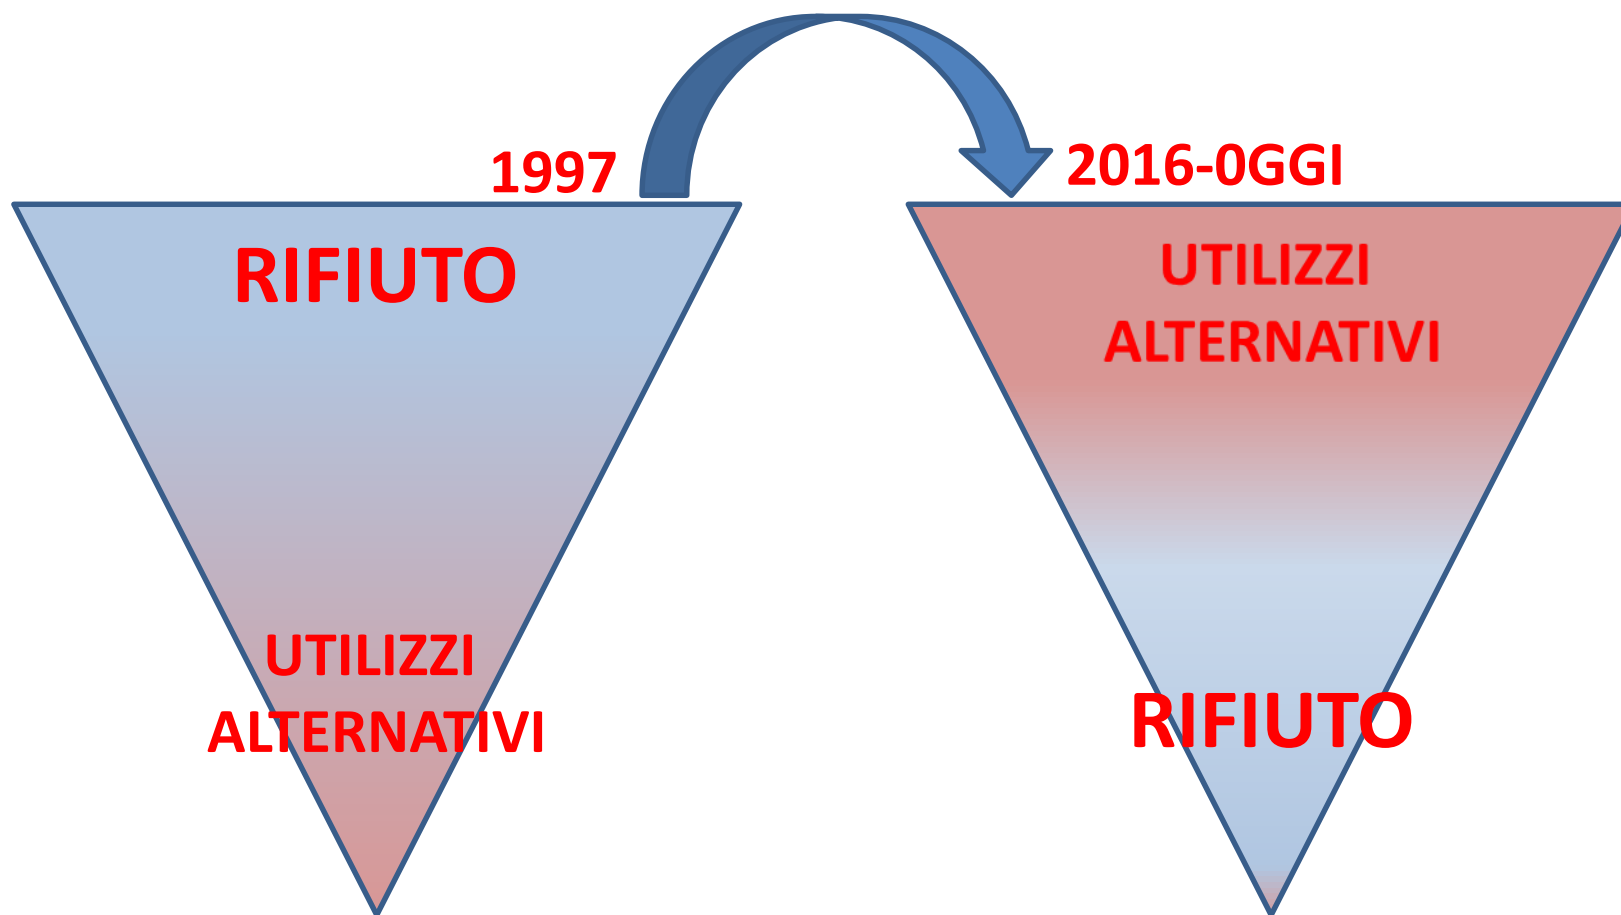 1997
RIFIUTO
UTILIZZI
ALTERNATIVI
2016-0GGI
UTILIZZI
ALTERNATIVI
RIFIUTO